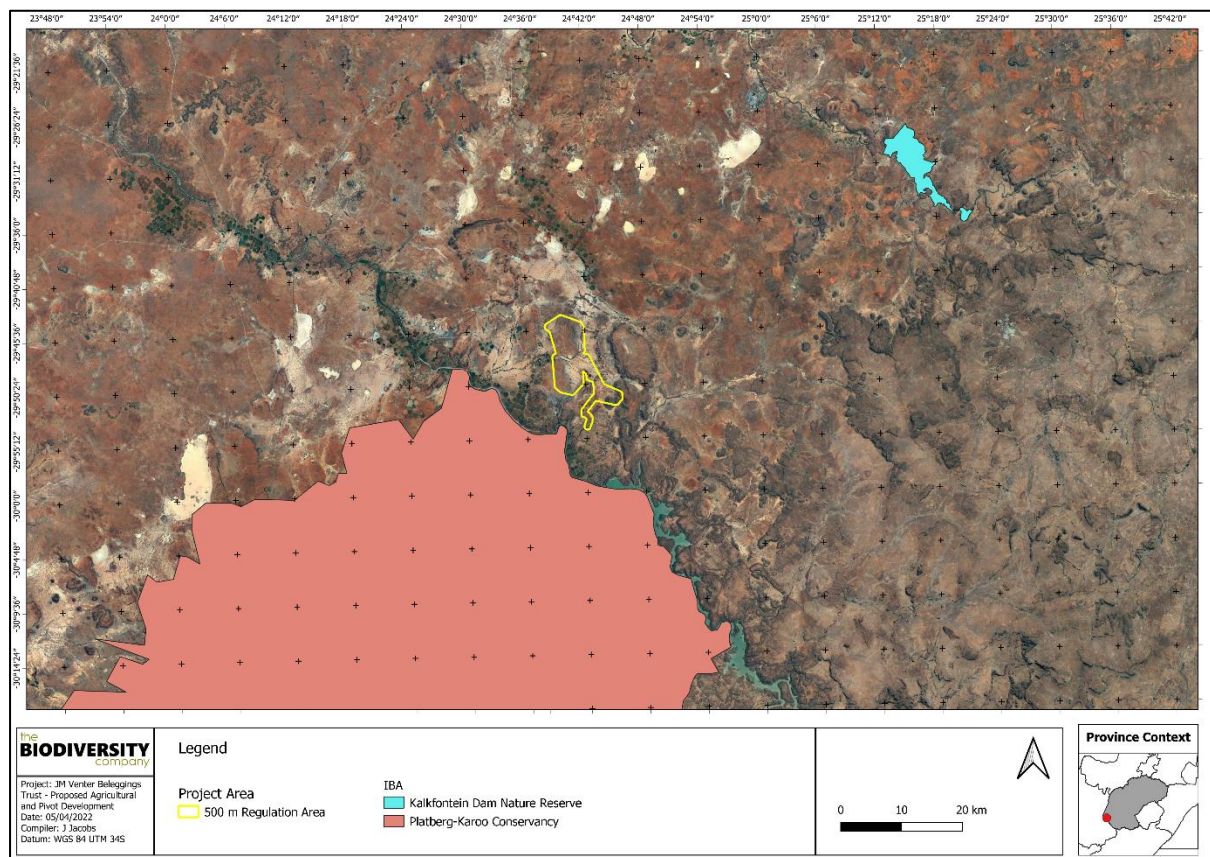 23°48'0"E 23°54'0"E 24°0'0"E 24°6'0"E 24°12'0"E 24°18'0"E 24°24'0"E 24°30'0"E 24°36'0"E 24°42'0"E 24°48'0"E 25°0'0"E 25°6'0"E 25°12'0"E 25°18'0"E 25°24'0"E 25°30'0"E 25°36'0"E 25°42'0"E
-29°21'36"
-29°26'24"
-29°31'12"
-29°36'0"
-29°40'48"
-29°45'36"
-29°50'24"
-29°55'12"
-30°0'0"
-30°4'48"
-30°9'36"
-30°14'24"
the
BIODIVERSITY
company
Project: JM Venter Beleggings
Trust - Proposed Agricultural
and Pivot Development
Date: 05/04/2022
Compiler: J Jacobs
Datum: WGS 84 UTM 34S
Legend
Project Area
500 m Regulation Area
IBA
Kalkfontein Dam Nature Reserve
Platberg-Karoo Conservancy
0 10 20 km
Province Context